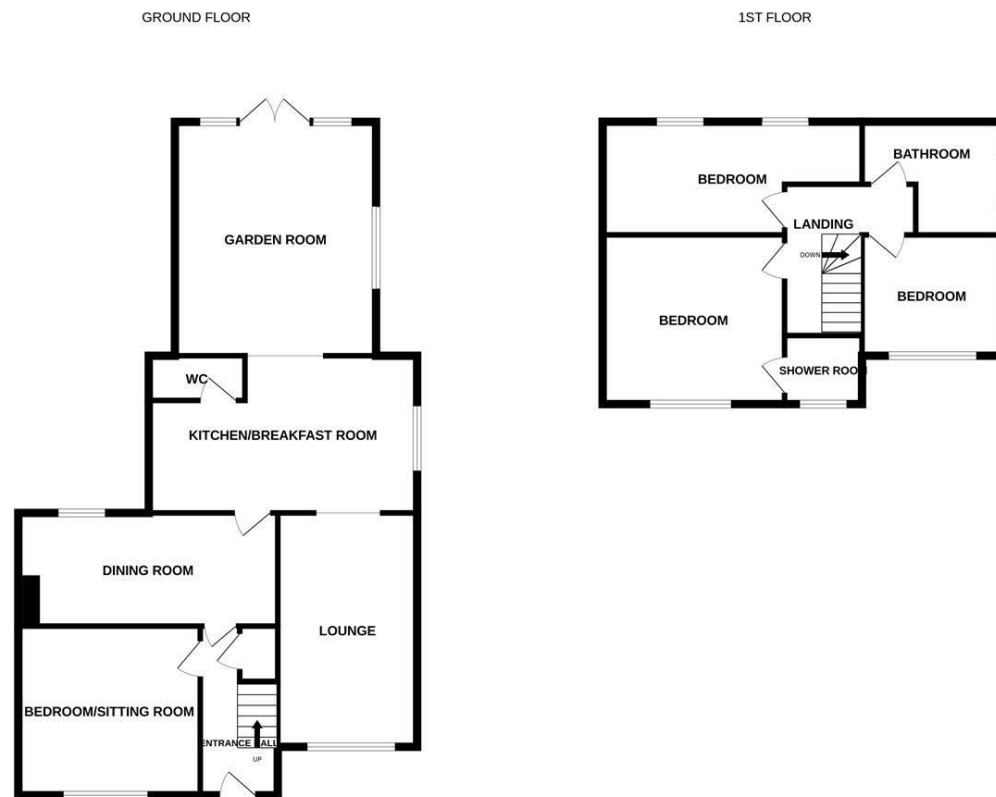 GROUND FLOOR
GARDEN ROOM
WC
KITCHEN/BREAKFAST ROOM
DINING ROOM
LOUNGE
BEDROOM/SITTING ROOM
ENTRANCE HALL
UP
1ST FLOOR
BATHROOM
BEDROOM
LANDING
DOWN
BEDROOM
BEDROOM
SHOWER ROOM